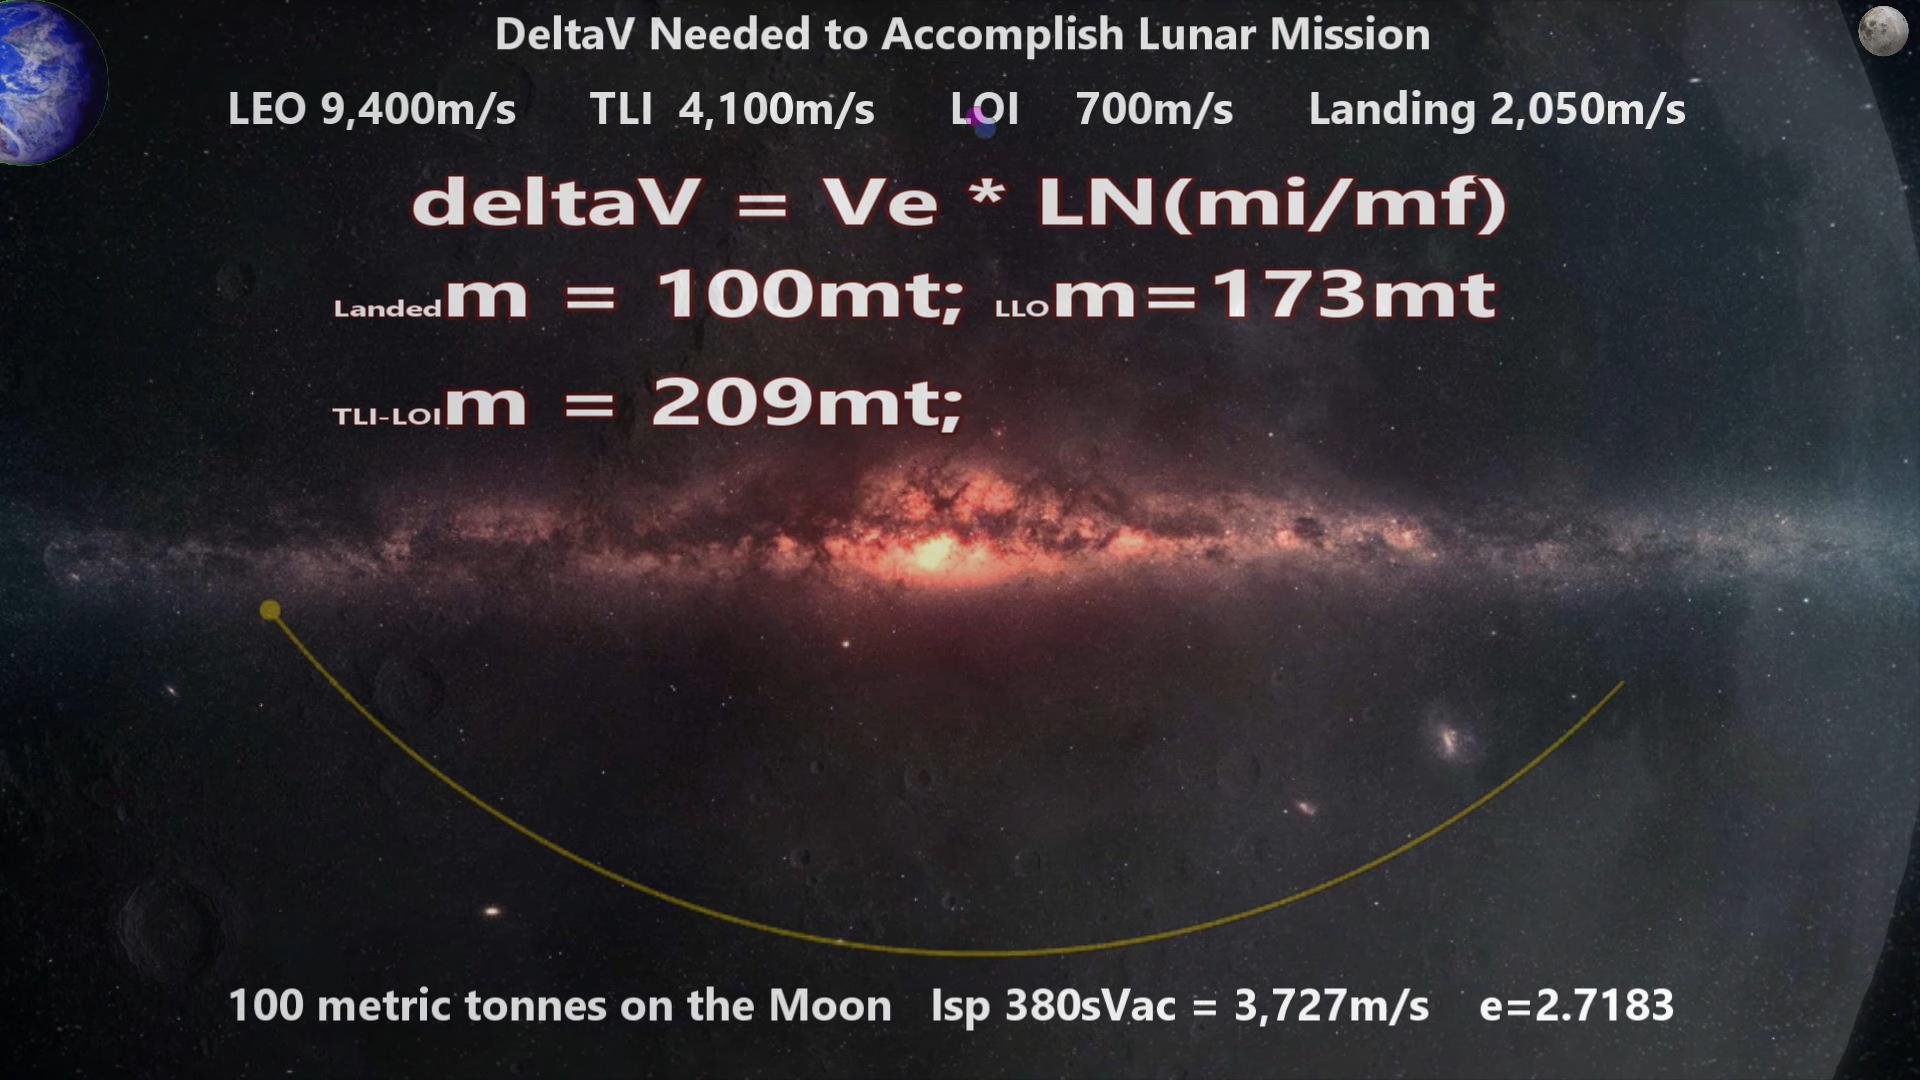 DeltaV Needed to Accomplish Lunar Mission
LEO 9,400m/s TLI 4,100m/s LOI 700m/s Landing 2,050m/s
deltaV = Ve * LN(mi/mf)
Landedm = 100mt; LLOm=173mt
TLI-LOIm = 209mt;
100 metric tonnes on the Moon Isp 380sVac = 3,727m/s e=2.7183